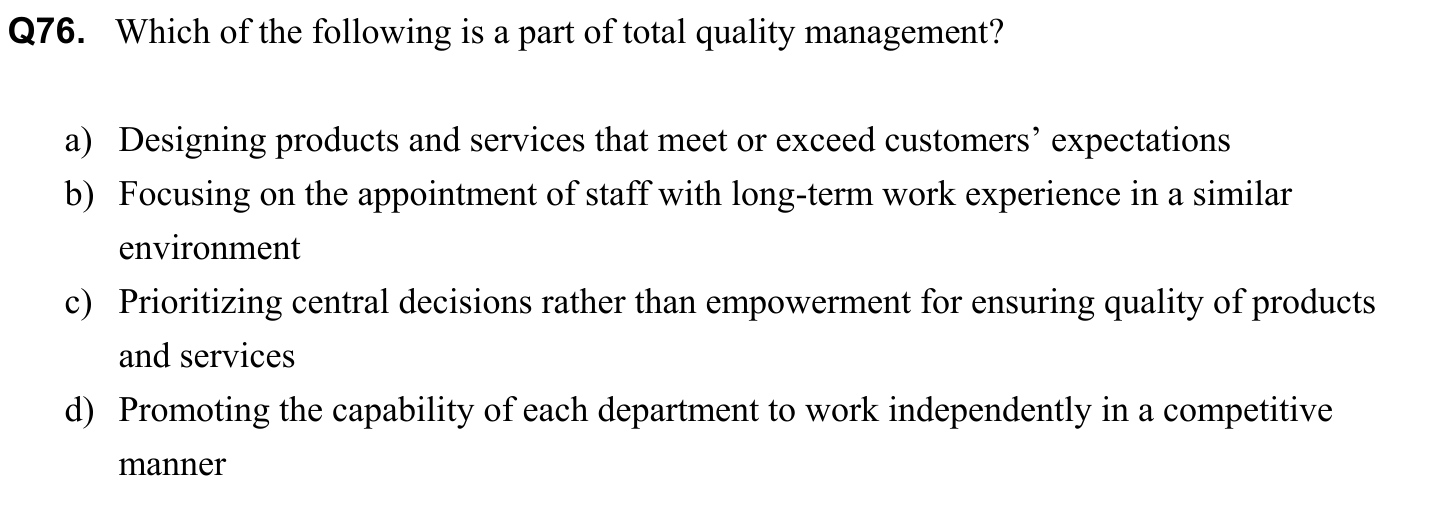 Q76. Which of the following is a part of total quality management?
a) Designing products and services that meet or exceed customers’ expectations
b) Focusing on the appointment of staff with long-term work experience in a similar
environment
c) Prioritizing central decisions rather than empowerment for ensuring quality of products
and services
d) Promoting the capability of each department to work independently in a competitive
manner